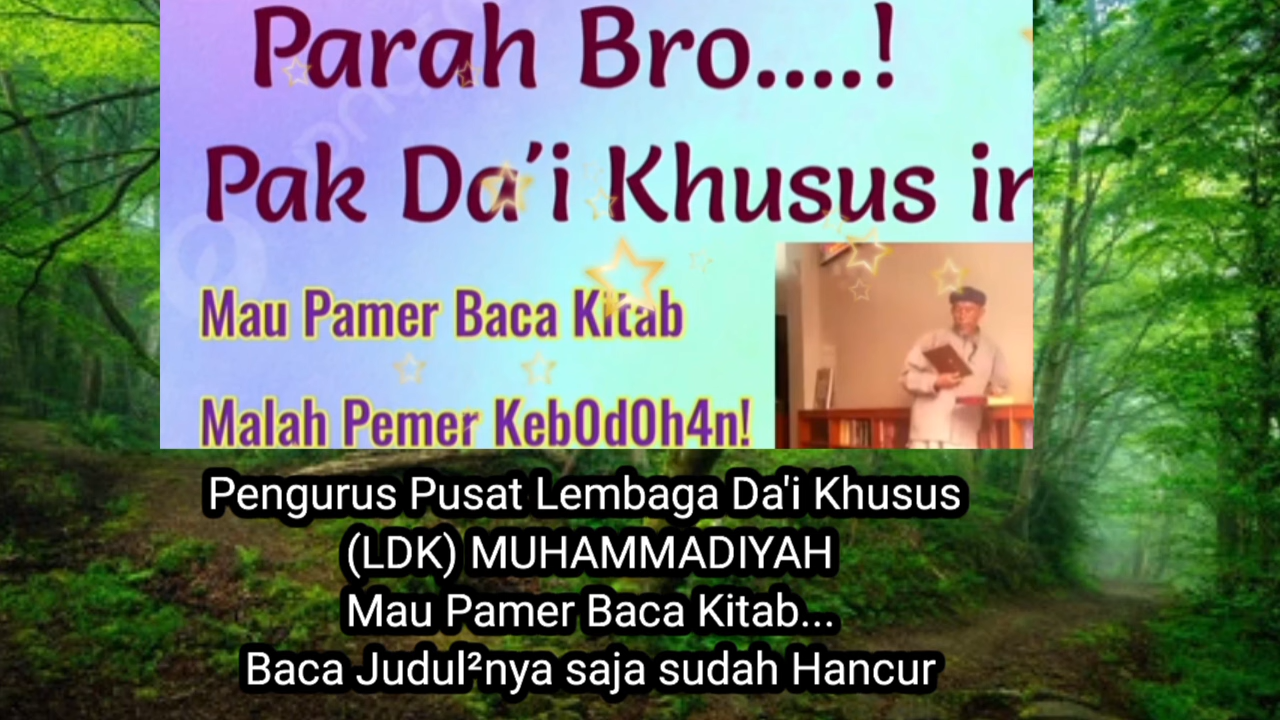 Parah Bro....!
Pak Da'i Khusus
Mau Pamer Baca Kitab
Malah Pemer Keb0d0h4n!
Pengurus Pusat Lembaga Da'i Khusus
(LDK) MUHAMMADIYAH
Mau Pamer Baca Kitab...
Baca Judul²nya saja sudah Hancur